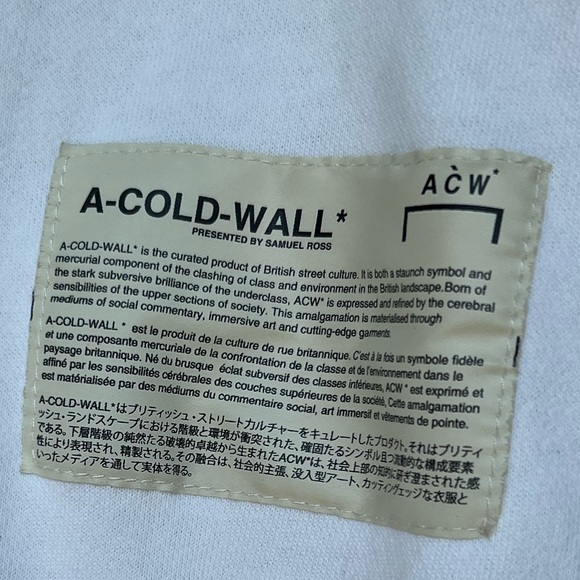 A-COLD-WALL*
PRESENTED BY SAMUEL ROSS
AC̀W*
A-COLD-WALL* is the curated product of British street culture. It is both a staunch symbol and
mercurial component of the clashing of class and environment in the British landscape. Born of
the stark subversive brilliance of the underclass, ACW* is expressed and refined by the cerebral
sensibilities of the upper sections of society. This amalgamation is materialised through
mediums of social commentary, immersive art and cutting-edge garments.
A-COLD-WALL * est le produit de la culture de rue britannique. C'est à la fois un symbole fidèle
et une composante mercuriale de la confrontation de la classe et de l'environnement dans le
paysage britannique. Né du brusque éclat subversif des classes inférieures, ACW * est exprimé et
affiné par les sensibilités cérébrales des couches supérieures de la société, Cette amalgamation
est matérialisée par des médiums du commentaire social, art immersif et vêtements de pointe.
A-COLD-WALL*はブリティッシュ・ストリートカルチャーをキュレートしたプロダクト。それはブリティ
ッシュ・ランドスケープにおける階級と環境が衝突された、確固たるシンボル且つ流動的な構成要素
である。下層階級の純然たる破壊的卓越から生まれたACW*は、社会上部の知的に研ぎ澄まされた感
性により表現され、精製される。その融合は、社会的主張、没入型アート、カッティングエッジな衣服と
いったメディアを通して実体を得る。